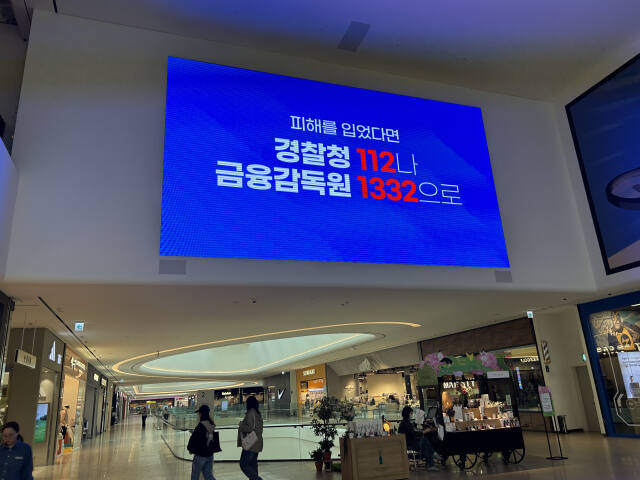 피해를 입었다면
경찰청 112나
금융감독원 1332으로